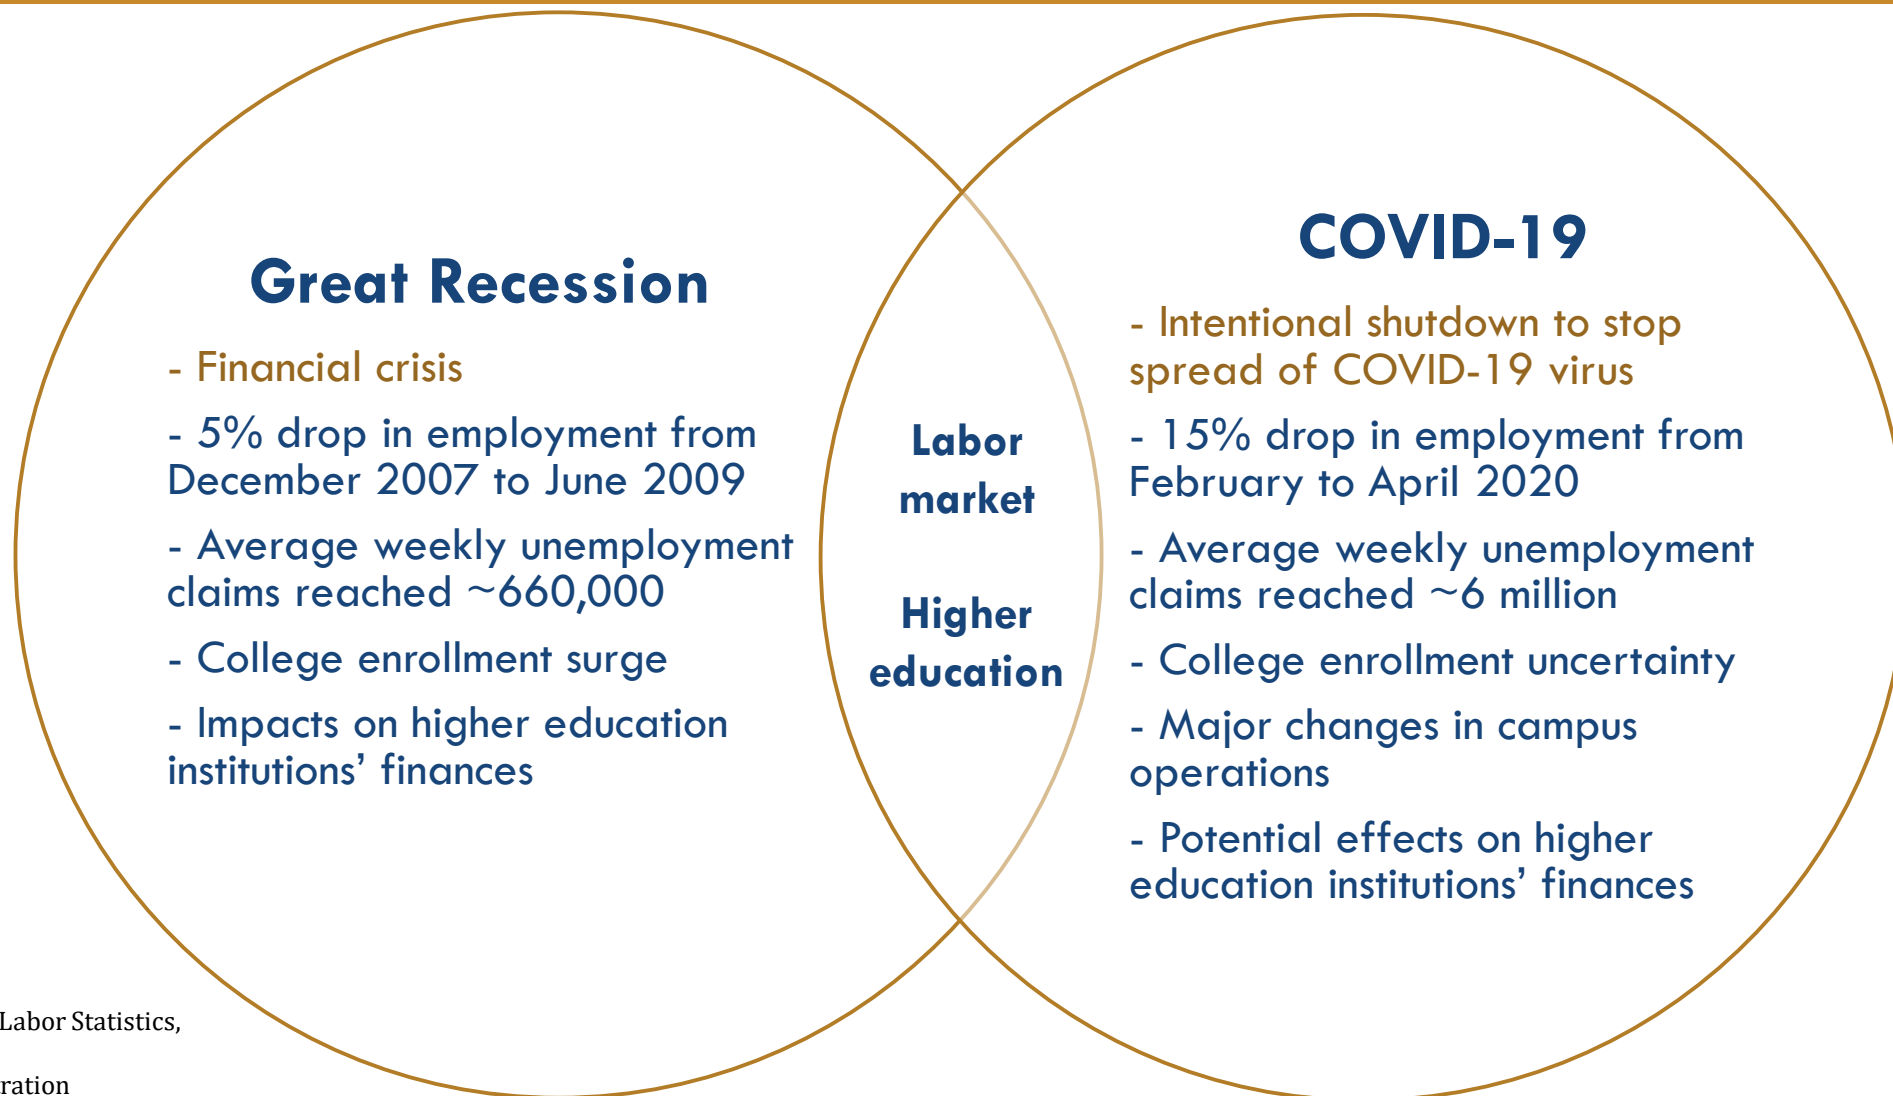 Great Recession
- Financial crisis
- 5% drop in employment from
December 2007 to June 2009
- Average weekly unemployment
claims reached ~660,000
- College enrollment surge
- Impacts on higher education
institutions’ finances
Labor
market
Higher
education
COVID-19
- Intentional shutdown to stop
spread of COVID-19 virus
- 15% drop in employment from
February to April 2020
- Average weekly unemployment
claims reached ~6 million
- College enrollment uncertainty
- Major changes in campus
operations
- Potential effects on higher
education institutions’ finances
Labor Statistics,